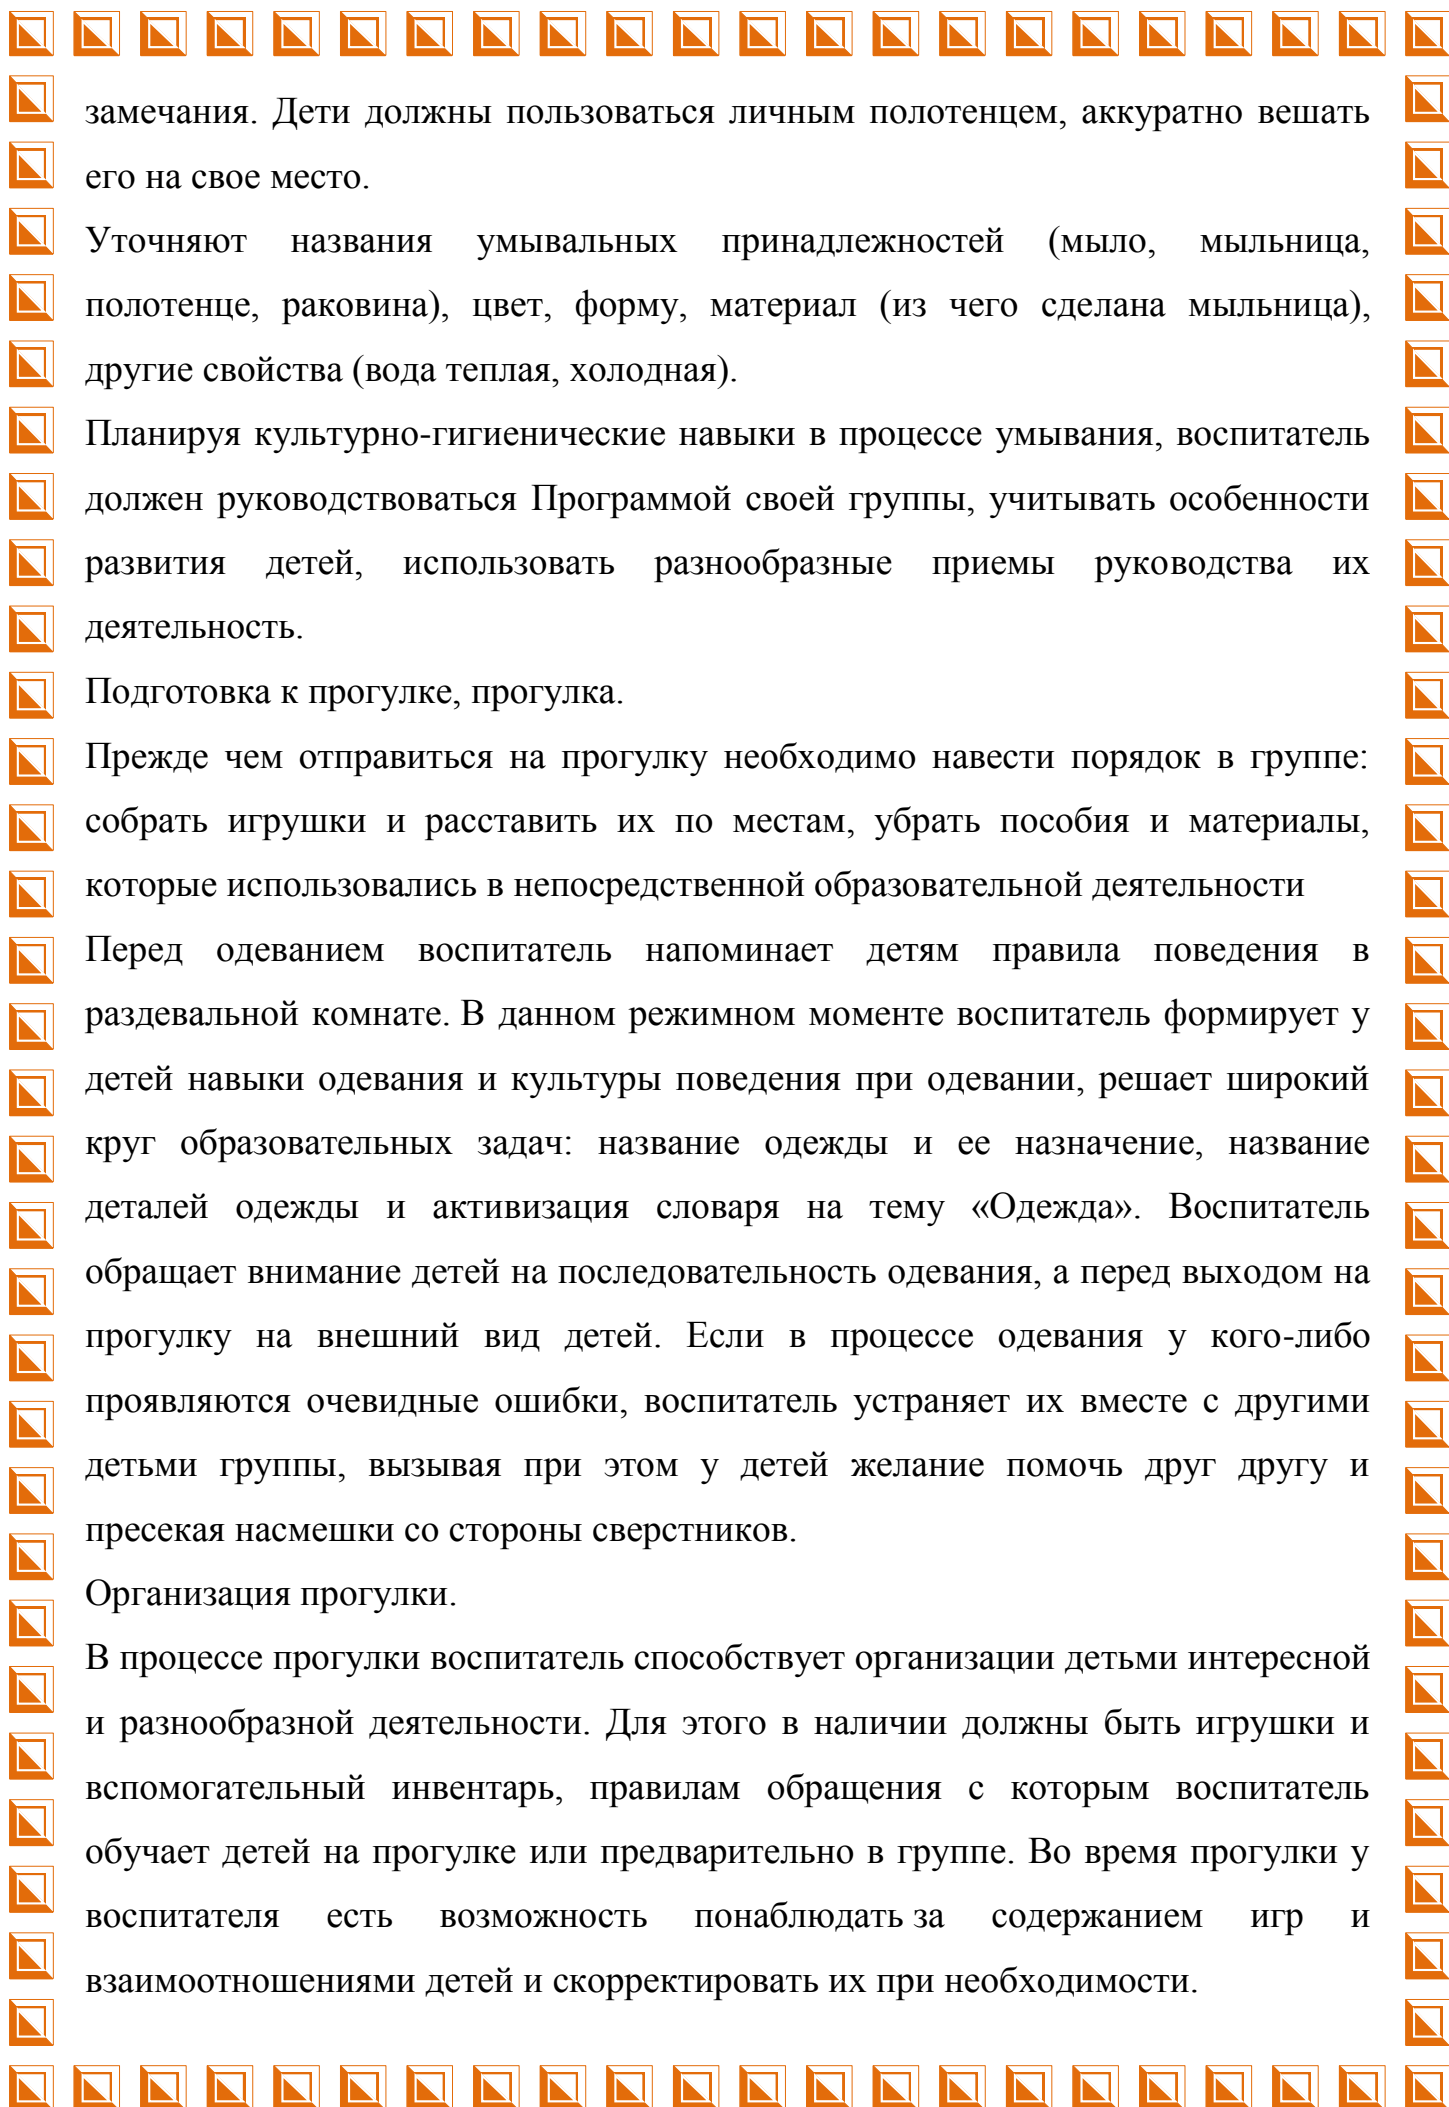 замечания. Дети должны пользоваться личным полотенцем, аккуратно вешать
его на свое место.
Уточняют названия умывальных принадлежностей (мыло, мыльница,
полотенце, раковина), цвет, форму, материал (из чего сделана мыльница),
другие свойства (вода теплая, холодная).
Планируя культурно-гигиенические навыки в процессе умывания, воспитатель
должен руководствоваться Программой своей группы, учитывать особенности
развития детей, использовать разнообразные приемы руководства их
деятельность.
Подготовка к прогулке, прогулка.
Прежде чем отправиться на прогулку необходимо навести порядок в группе:
собрать игрушки и расставить их по местам, убрать пособия и материалы,
которые использовались в непосредственной образовательной деятельности
Перед одеванием воспитатель напоминает детям правила поведения в
раздевальной комнате. В данном режимном моменте воспитатель формирует у
детей навыки одевания и культуры поведения при одевании, решает широкий
круг образовательных задач: название одежды и ее назначение, название
деталей одежды и активизация словаря на тему «Одежда». Воспитатель
обращает внимание детей на последовательность одевания, а перед выходом на
прогулку на внешний вид детей. Если в процессе одевания у кого-либо
проявляются очевидные ошибки, воспитатель устраняет их вместе с другими
детьми группы, вызывая при этом у детей желание помочь друг другу и
пресекая насмешки со стороны сверстников.
Организация прогулки.
В процессе прогулки воспитатель способствует организации детьми интересной
и разнообразной деятельности. Для этого в наличии должны быть игрушки и
вспомогательный инвентарь, правилам обращения с которым воспитатель
обучает детей на прогулке или предварительно в группе. Во время прогулки у
воспитателя есть возможность понаблюдать за содержанием игр и
взаимоотношениями детей и скорректировать их при необходимости.